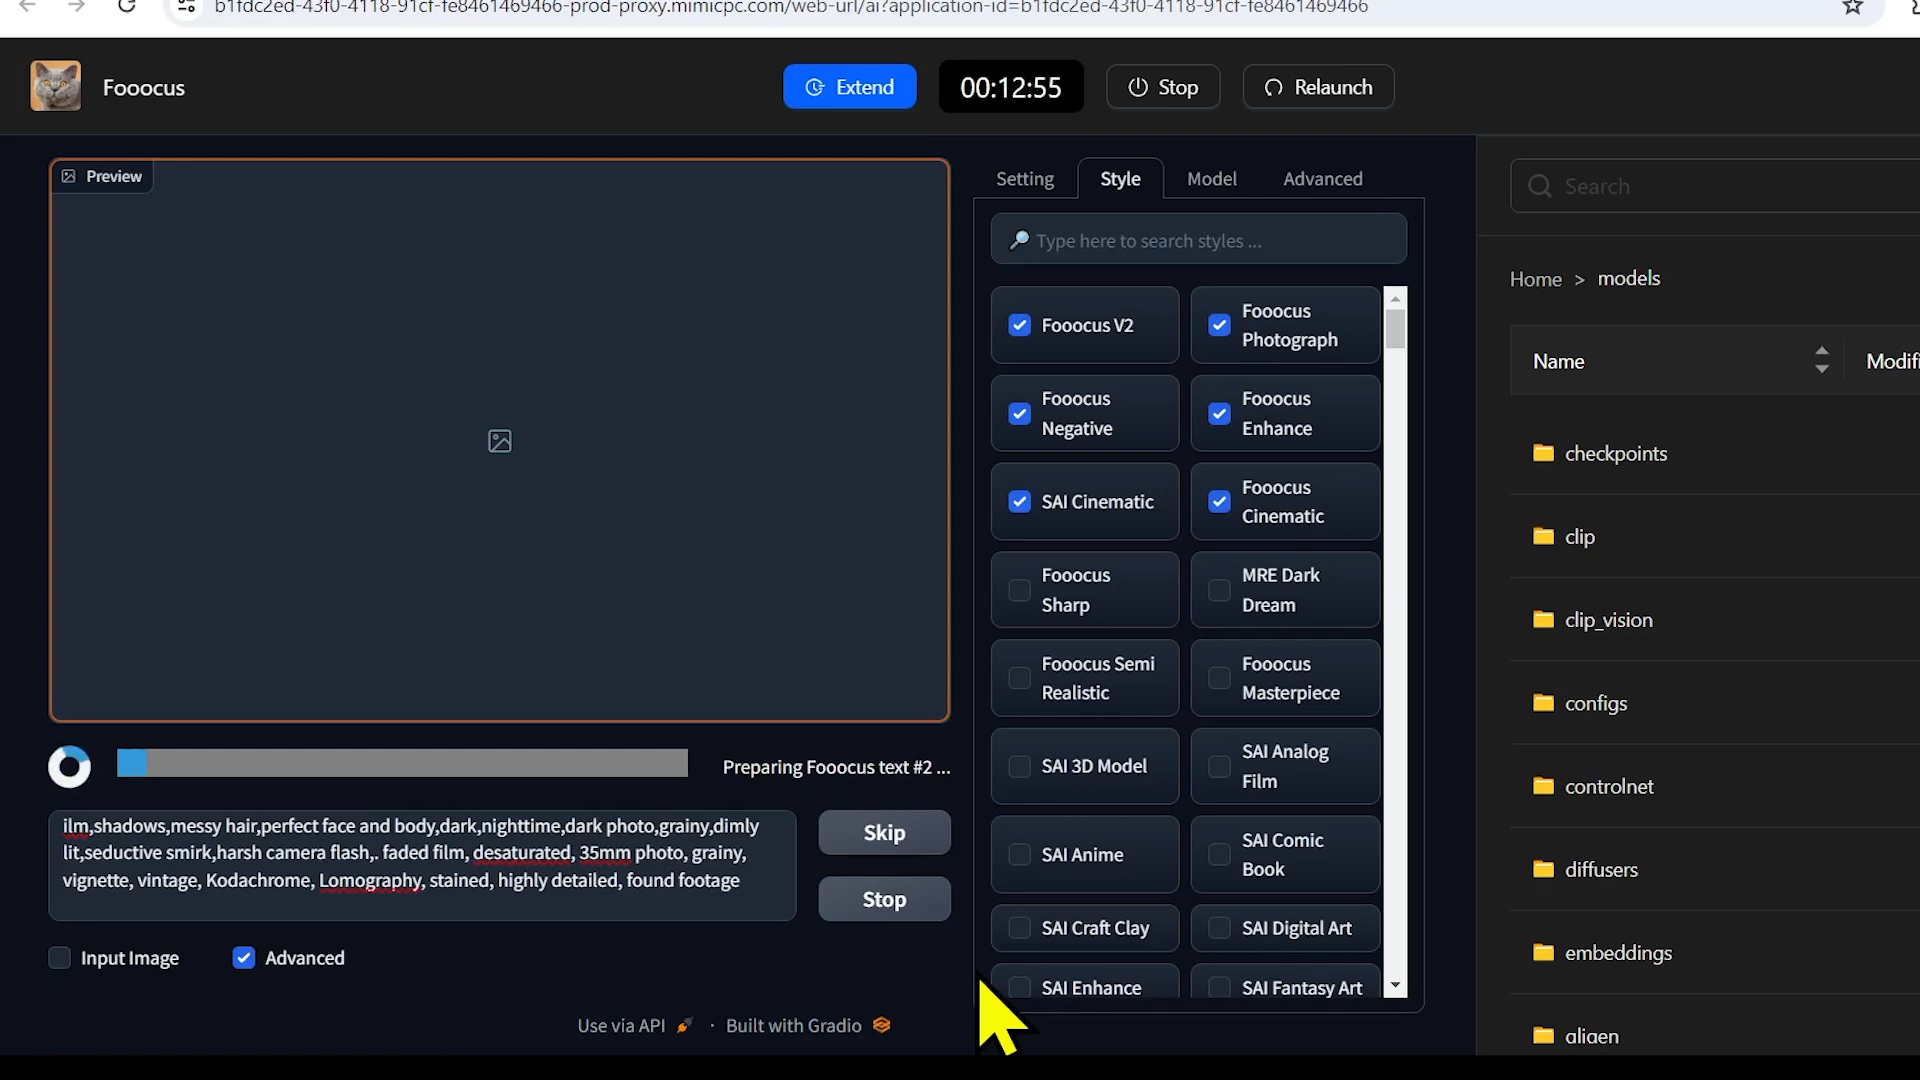 b1fdc2ed-43f0-4118-91cf-fe8461469466-prod-proxy.mimicpc.com/web-url/ai?application-id=b1fdc2ed-43f0-4118-91cf-fe8461469466
Fooocus
Extend
00:12:55
Stop
Relaunch
Preview
Preparing Fooocus text #2 ...
ilm,shadows,messy hair,perfect face and body,dark,nighttime,dark photo,grainy,dimly
lit,seductive smirk,harsh camera flash,. faded film, desaturated, 35mm photo, grainy,
vignette, vintage, Kodachrome, Lomography, stained, highly detailed, found footage
Skip
Stop
Input Image
Advanced
Use via API
·
Built with Gradio
Setting
Style
Model
Advanced
Type here to search styles ...
Fooocus V2
Fooocus
Photograph
Fooocus
Negative
Fooocus
Enhance
SAI Cinematic
Fooocus
Cinematic
Fooocus
Sharp
MRE Dark
Dream
Fooocus Semi
Realistic
Fooocus
Masterpiece
SAI 3D Model
SAI Analog
Film
SAI Anime
SAI Comic
Book
SAI Craft Clay
SAI Digital Art
SAI Enhance
SAI Fantasy Art
Search
Home > models
Name
Modifi
checkpoints
clip
clip_vision
configs
controlnet
diffusers
embeddings
gligen